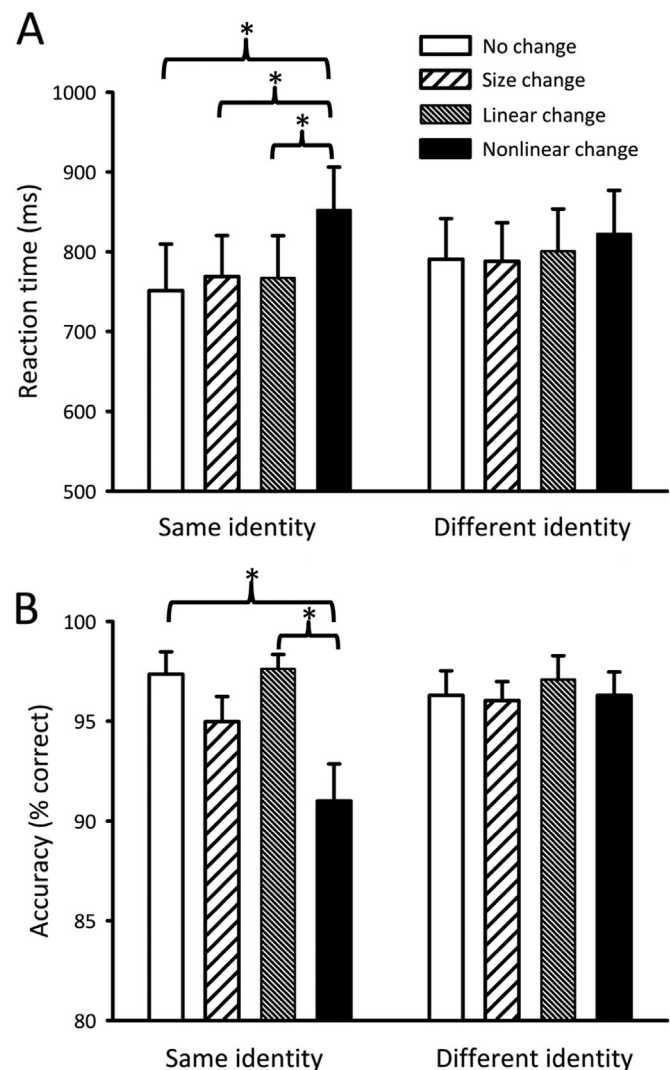 A
*
*
*
No change
Size change
Linear change
Nonlinear change
Reaction time (ms)
1000
900
800
700
600
500
Same identity
Different identity
B
*
*
Accuracy (% correct)
100
95
90
85
80
Same identity
Different identity